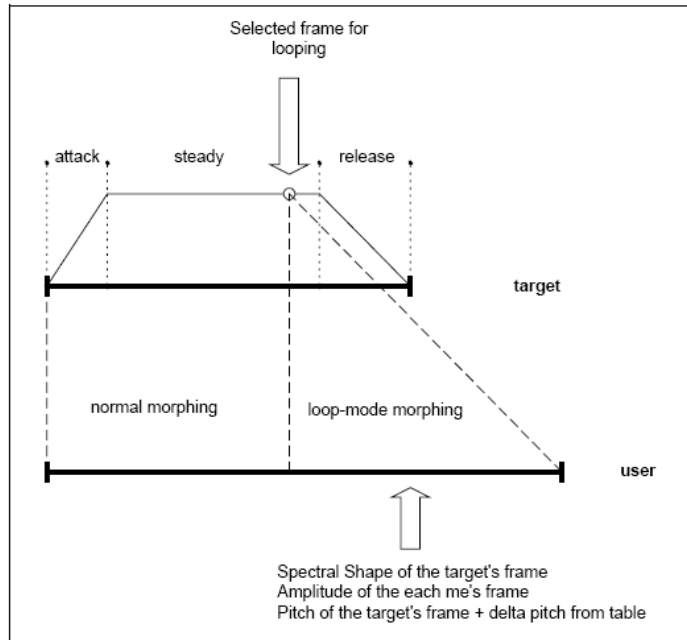 Selected frame for
looping
attack
steady
release
target
normal morphing
loop-mode morphing
user
Spectral Shape of the target's frame
Amplitude of the each me's frame
Pitch of the target's frame + delta pitch from table